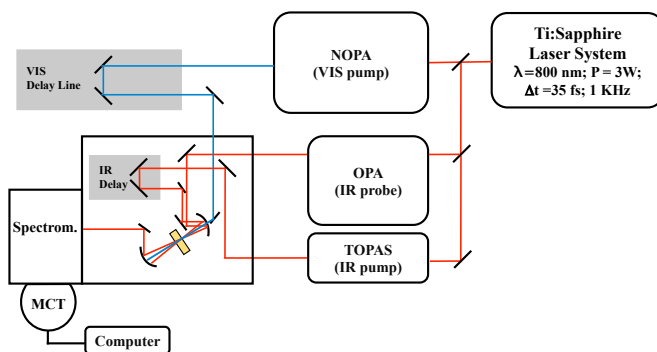 VIS
Delay Line
NOPA
(VIS pump)
Ti:Sapphire
Laser System
λ=800 nm; P = 3W;
Δt =35 fs; 1 KHz
IR
Delay
OPA
(IR probe)
Spectrom.
TOPAS
(IR pump)
MCT
Computer